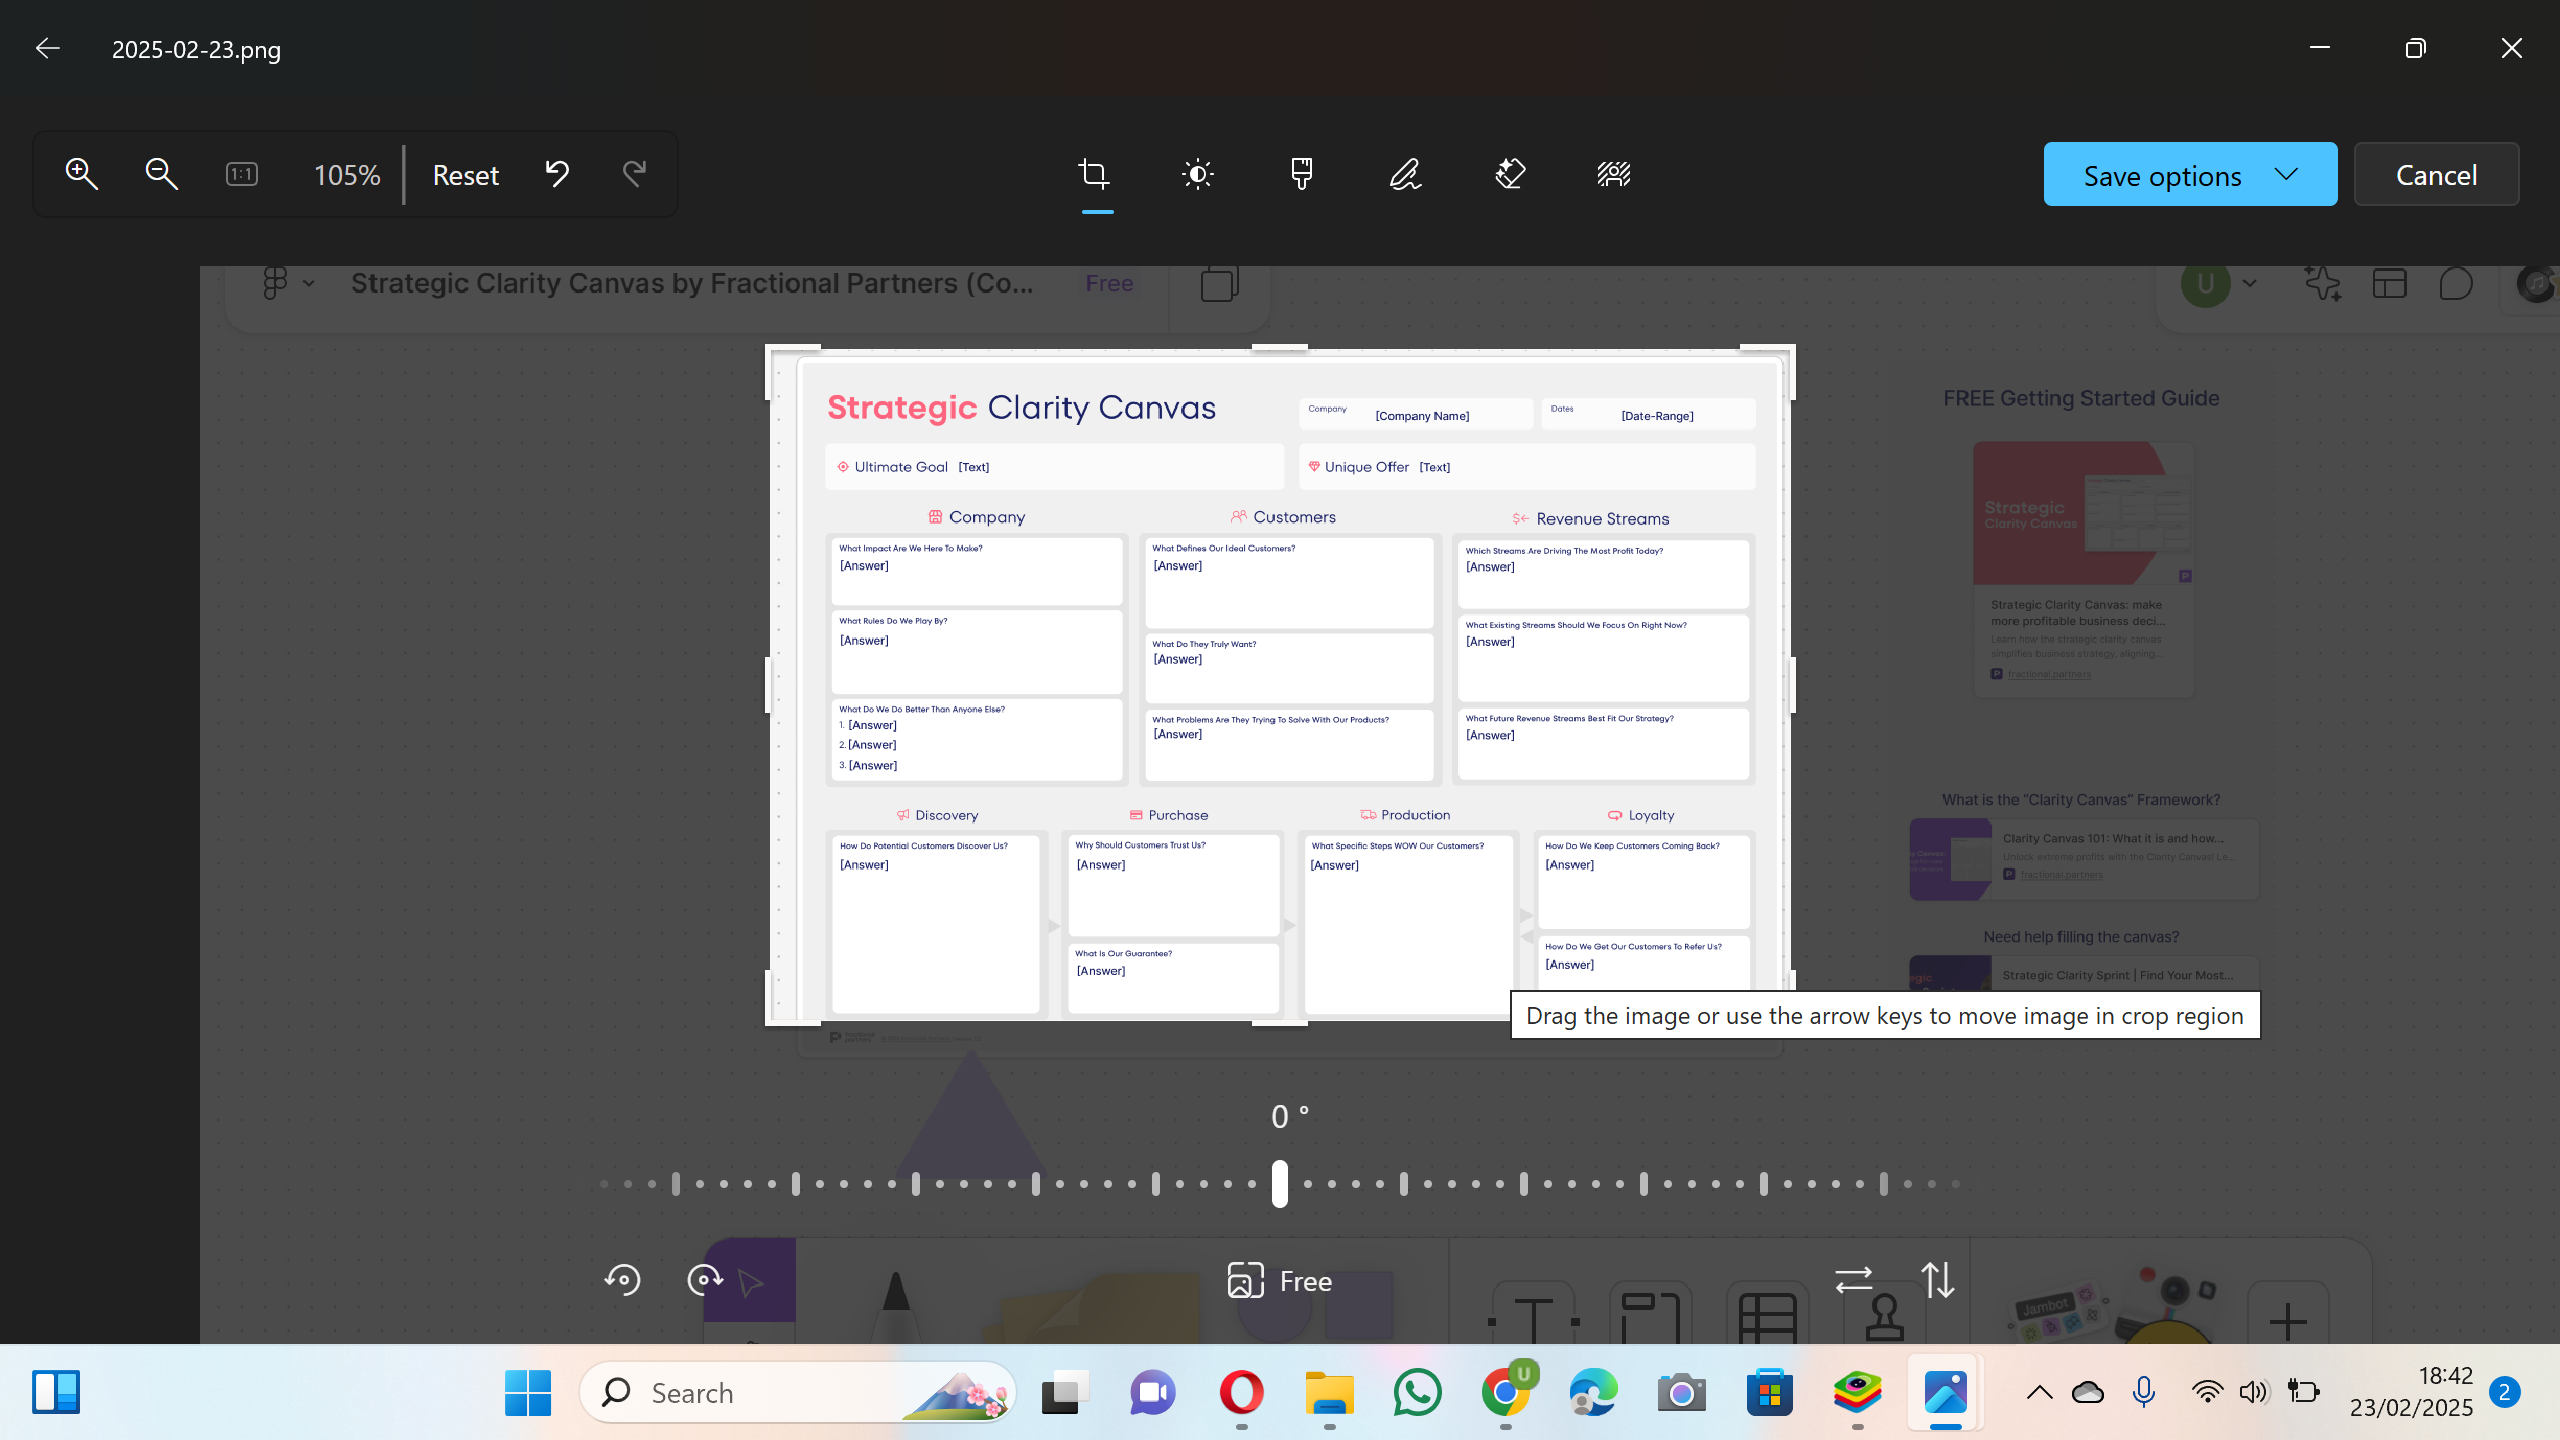 2025-02-23.png
105%
Reset
Save options
Cancel
Strategic Clarity Canvas by Fractional Partners (Co...
Free
U
Strategic Clarity Canvas
Company
[Company Name]
Dates
[Date-Range]
Ultimate Goal [Text]
Unique Offer [Text]
Company
What Impact Are We Here To Make?
[Answer]
What Rules Do We Play By?
[Answer]
What Do We Do Better Than Anyone Else?
1. [Answer]
2. [Answer]
3. [Answer]
Customers
What Defines Our Ideal Customers?
[Answer]
What Do They Truly Want?
[Answer]
What Problems Are They Trying To Solve With Our Products?
[Answer]
Revenue Streams
Which Streams Are Driving The Most Profit Today?
[Answer]
What Existing Streams Should We Focus On Right Now?
[Answer]
What Future Revenue Streams Best Fit Our Strategy?
[Answer]
Discovery
How Do Potential Customers Discover Us?
[Answer]
Purchase
Why Should Customers Trust Us?
[Answer]
What Is Our Guarantee?
[Answer]
Production
What Specific Steps WOW Our Customers?
[Answer]
Loyalty
How Do We Keep Customers Coming Back?
[Answer]
How Do We Get Our Customers To Refer Us?
[Answer]
FREE Getting Started Guide
Strategic
Clarity Canvas
Strategic Clarity Canvas: make
more profitable business deci...
Learn how the strategic clarity canvas
simplifies business strategy, aligning...
fractional.partners
What is the "Clarity Canvas" Framework?
Clarity Canvas 101: What it is and how...
Unlock extreme profits with the Clarity Canvas! Le...
fractional.partners
Need help filling the canvas?
Strategic Clarity Sprint | Find Your Most...
Drag the image or use the arrow keys to move image in crop region
0 °
Free
Jambot
Search
U
18:42
23/02/2025
2